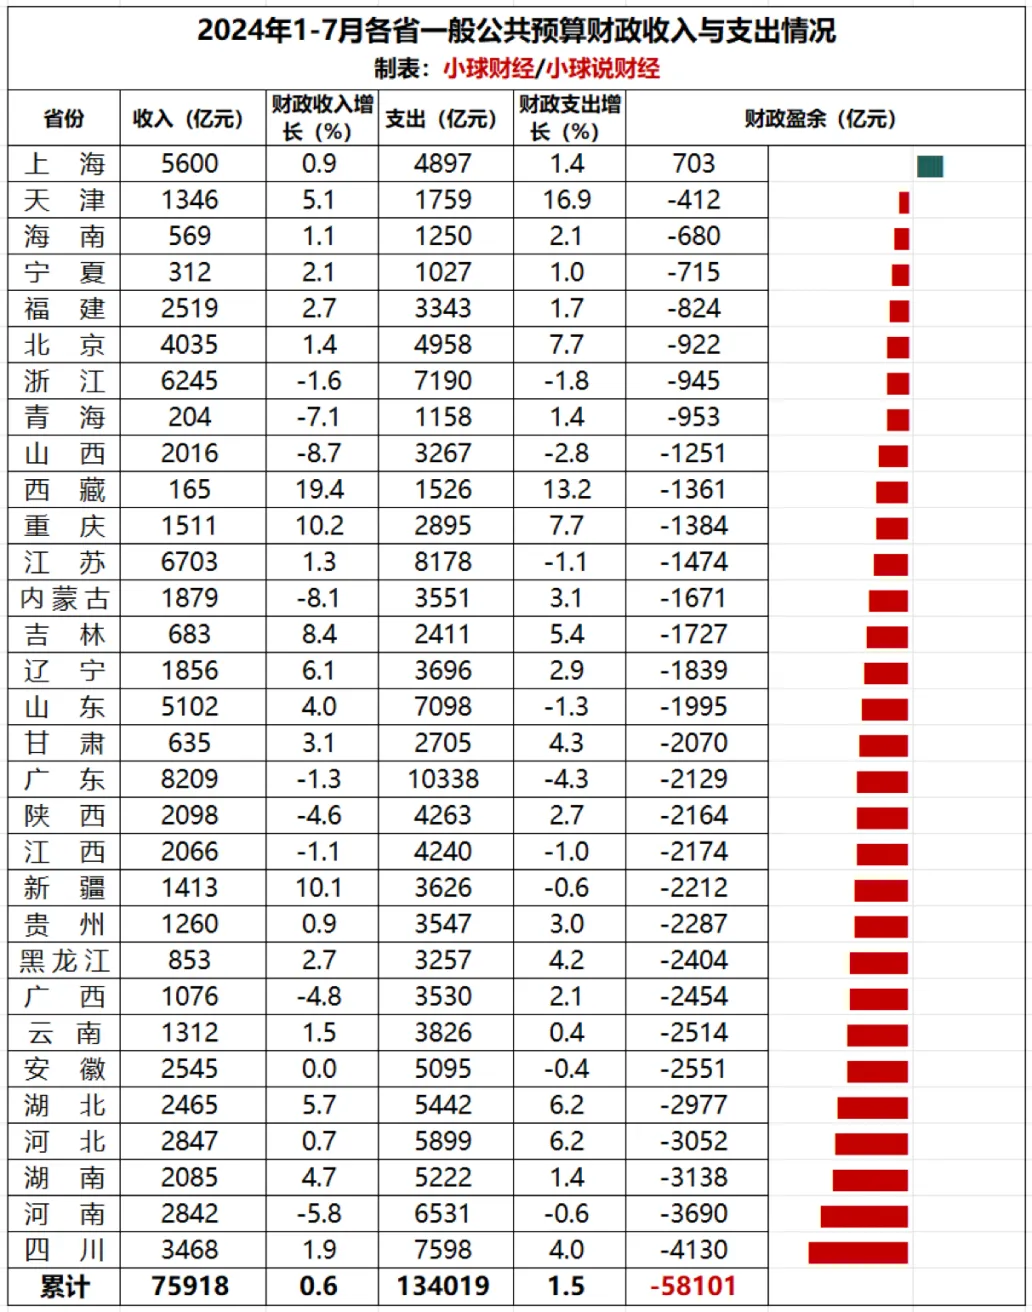 2024年1-7月各省一般公共预算财政收入与支出情况
制表：小球财经/小球说财经
省份 收入（亿元） 财政收入增长（%） 支出（亿元） 财政支出增长（%） 财政盈余（亿元）
上海 5600 0.9 4897 1.4 703
天津 1346 5.1 1759 16.9 -412
海南 569 1.1 1250 2.1 -680
宁夏 312 2.1 1027 1.0 -715
福建 2519 2.7 3343 1.7 -824
北京 4035 1.4 4958 7.7 -922
浙江 6245 -1.6 7190 -1.8 -945
青海 204 -7.1 1158 1.4 -953
山西 2016 -8.7 3267 -2.8 -1251
西藏 165 19.4 1526 13.2 -1361
重庆 1511 10.2 2895 7.7 -1384
江苏 6703 1.3 8178 -1.1 -1474
内蒙古 1879 -8.1 3551 3.1 -1671
吉林 683 8.4 2411 5.4 -1727
辽宁 1856 6.1 3696 2.9 -1839
山东 5102 4.0 7098 -1.3 -1995
甘肃 635 3.1 2705 4.3 -2070
广东 8209 -1.3 10338 -4.3 -2129
陕西 2098 -4.6 4263 2.7 -2164
江西 2066 -1.1 4240 -1.0 -2174
新疆 1413 10.1 3626 -0.6 -2212
贵州 1260 0.9 3547 3.0 -2287
黑龙江 853 2.7 3257 4.2 -2404
广西 1076 -4.8 3530 2.1 -2454
云南 1312 1.5 3826 0.4 -2514
安徽 2545 0.0 5095 -0.4 -2551
湖北 2465 5.7 5442 6.2 -2977
河北 2847 0.7 5899 6.2 -3052
湖南 2085 4.7 5222 1.4 -3138
河南 2842 -5.8 6531 -0.6 -3690
四川 3468 1.9 7598 4.0 -4130
累计 75918 0.6 134019 1.5 -58101